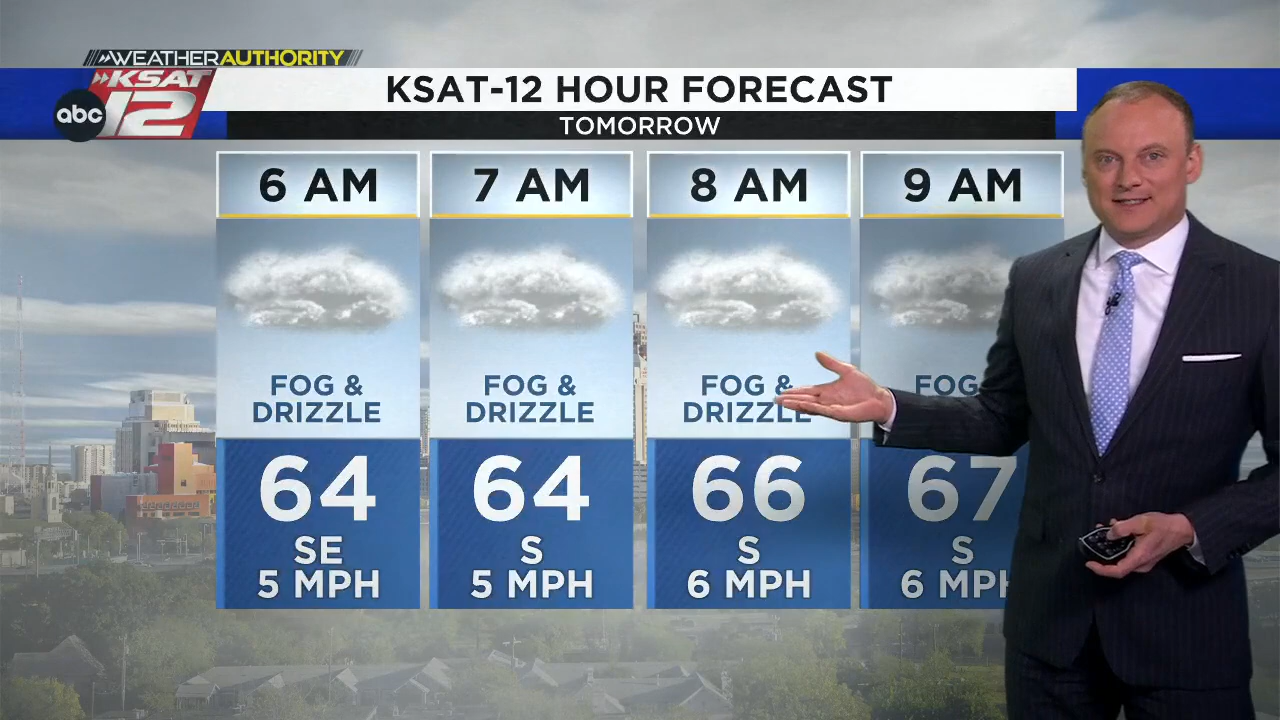 WEATHERAUTHORITY
KSAT
abc
12
KSAT-12 HOUR FORECAST
TOMORROW
6 AM
7 AM
8 AM
9 AM
FOG &
DRIZZLE
FOG &
DRIZZLE
FOG &
DRIZZLE
FOG
64
64
66
67
SE
5 MPH
S
5 MPH
S
6 MPH
S
6 MPH